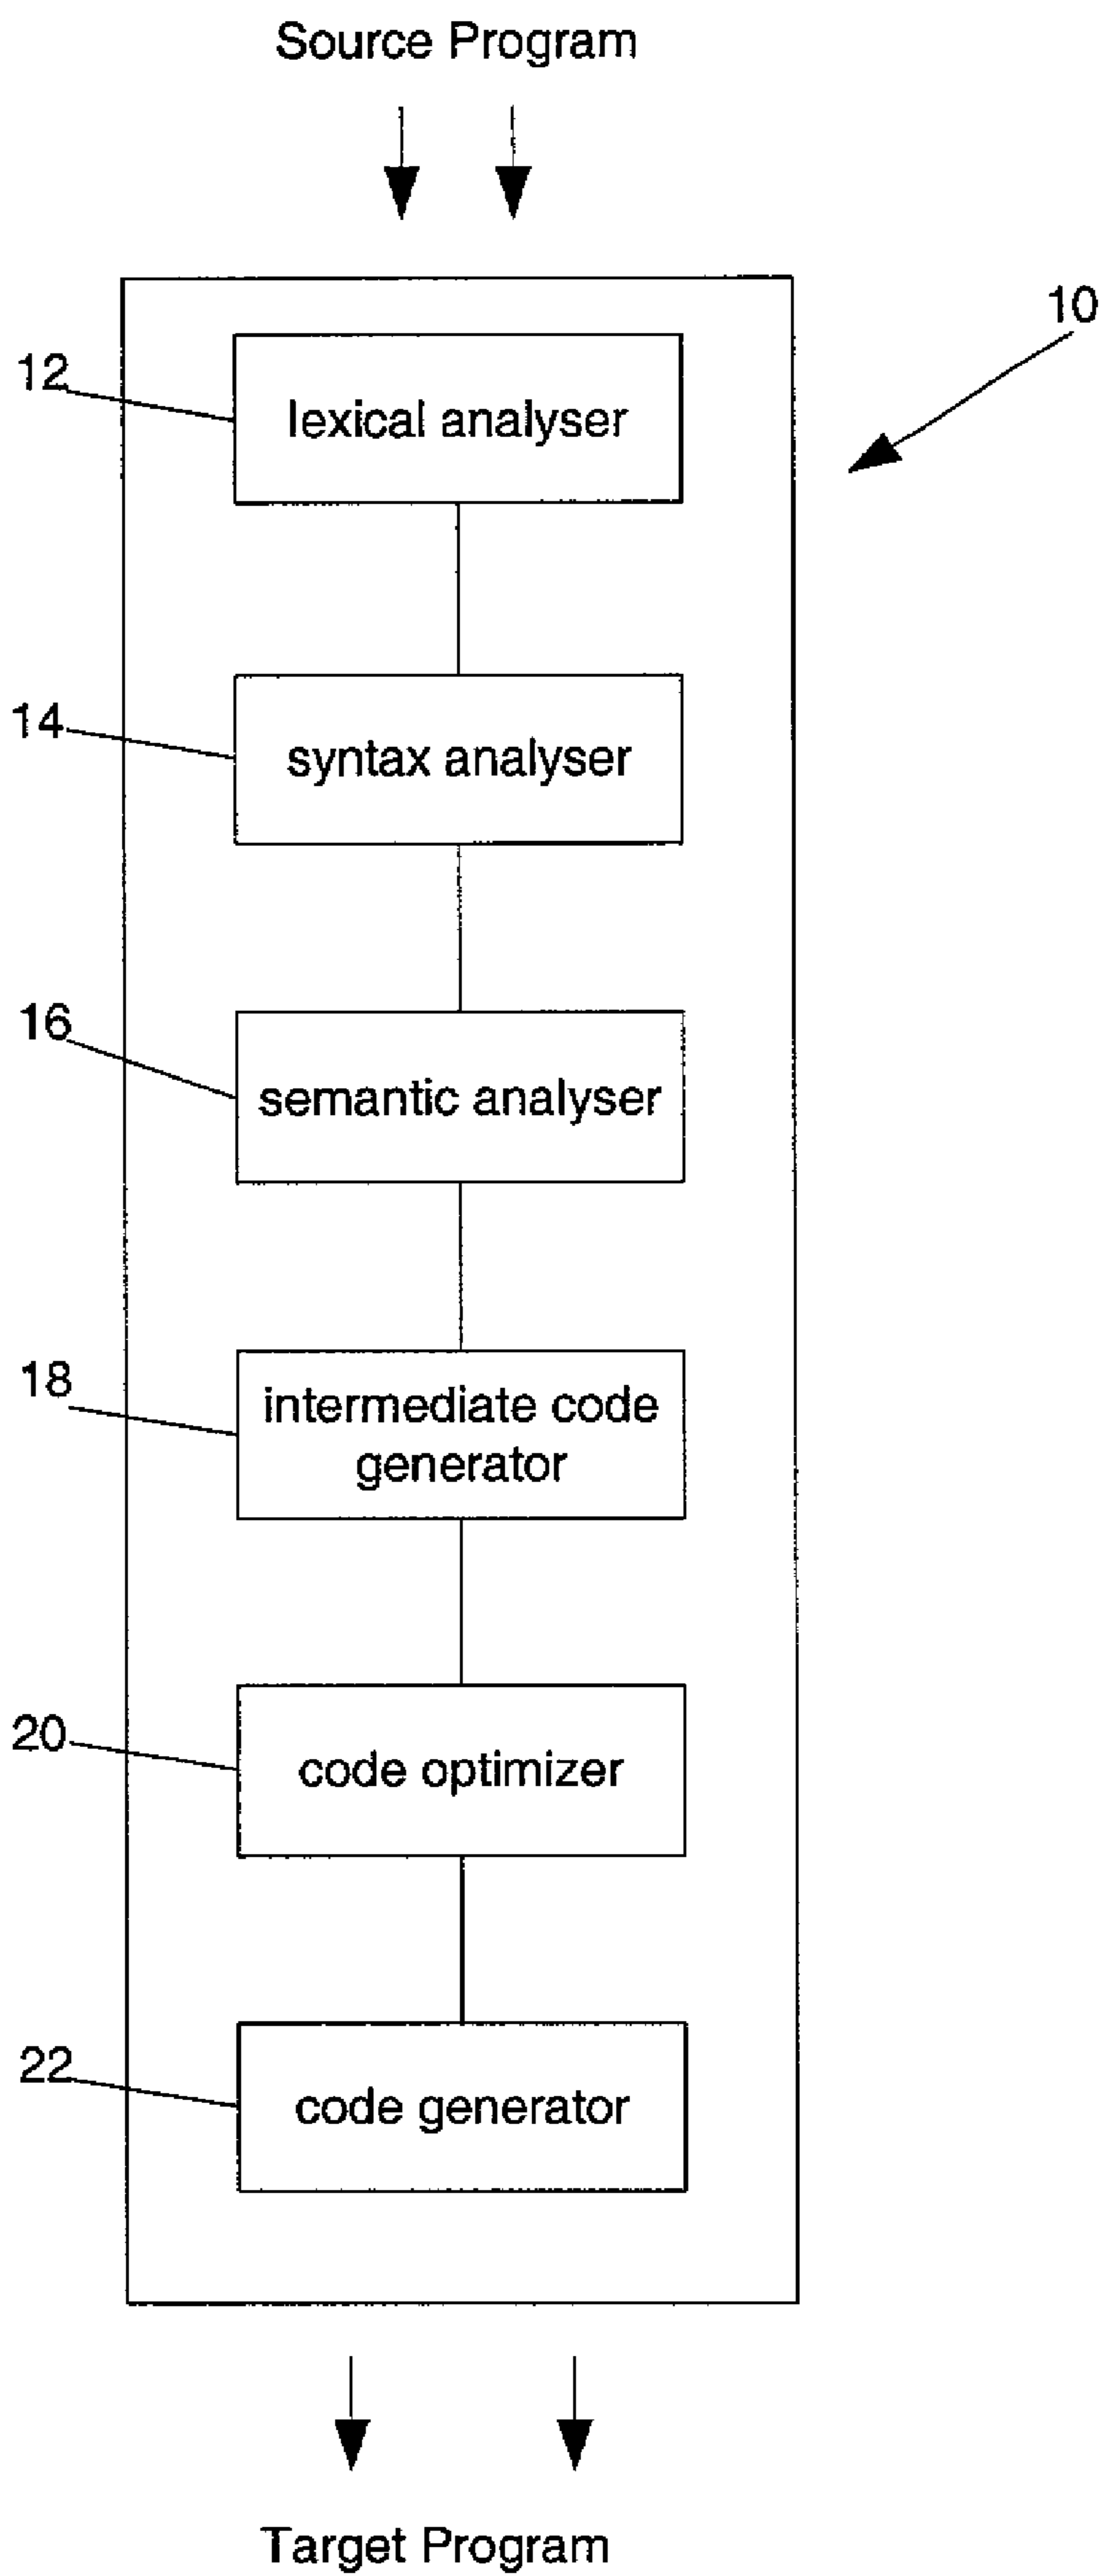 Source Program
10
12
lexical analyser
14
syntax analyser
16
semantic analyser
18
intermediate code
generator
20
code optimizer
22
code generator
Target Program